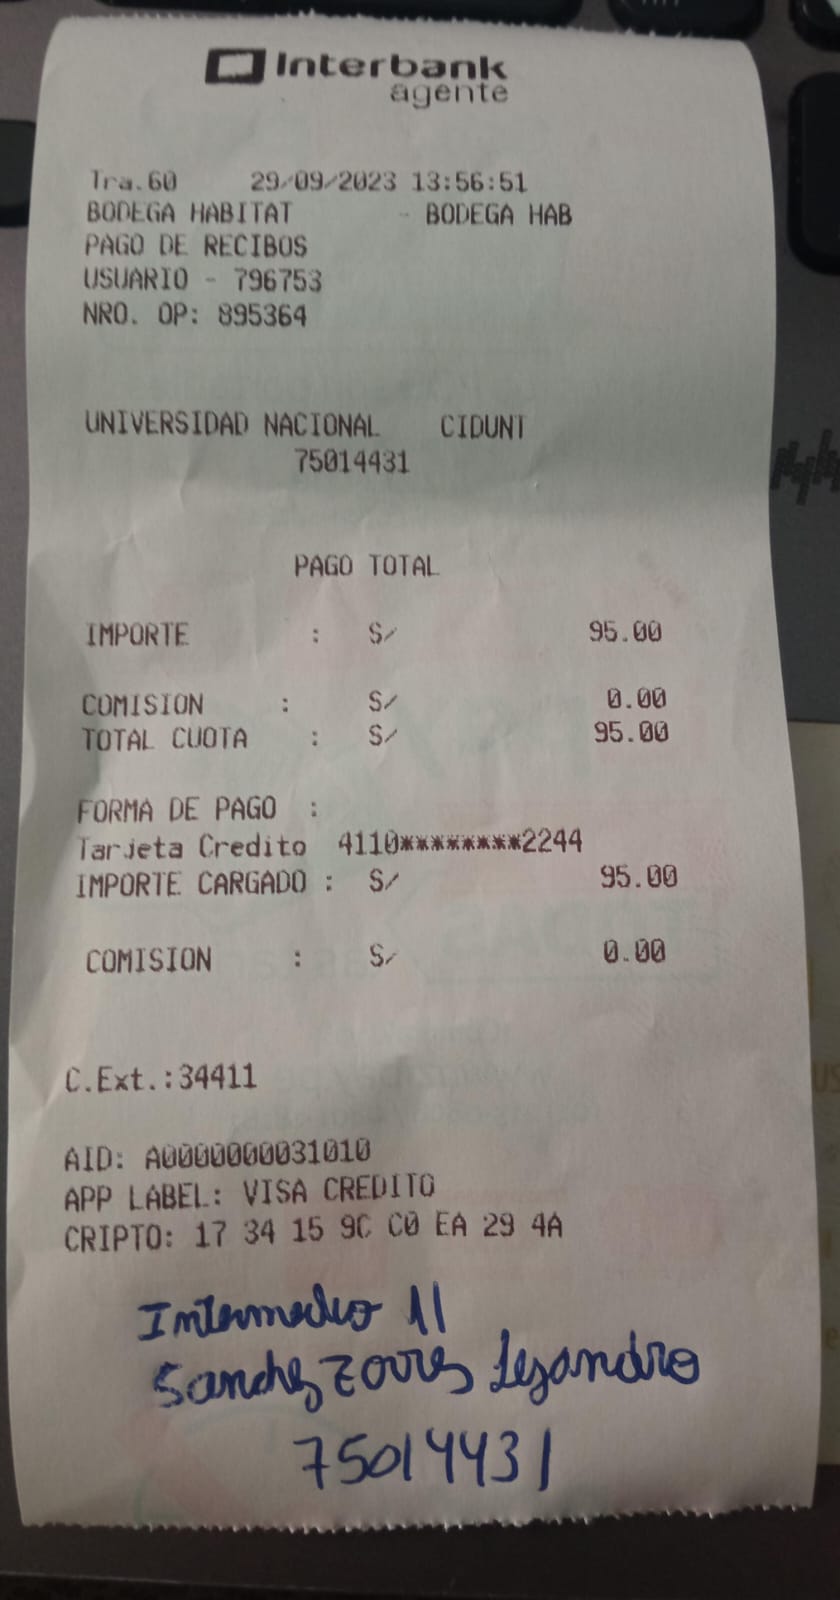 Interbank
agente
Tra.60 29/09/2023 13:56:51
BODEGA HABITAT - BODEGA HAB
PAGO DE RECIBOS
USUARIO - 796753
NRO. OP: 895364
UNIVERSIDAD NACIONAL CIDUNT
75014431
PAGO TOTAL
IMPORTE : S/ 95.00
COMISION : S/ 0.00
TOTAL CUOTA : S/ 95.00
FORMA DE PAGO :
Tarjeta Credito 4110********2244
IMPORTE CARGADO : S/ 95.00
COMISION : S/ 0.00
C.Ext.:34411
AID: A0000000031010
APP LABEL: VISA CREDITO
CRIPTO: 17 34 15 9C C0 EA 29 4A
Intermedio 11
Sanchez
75014431